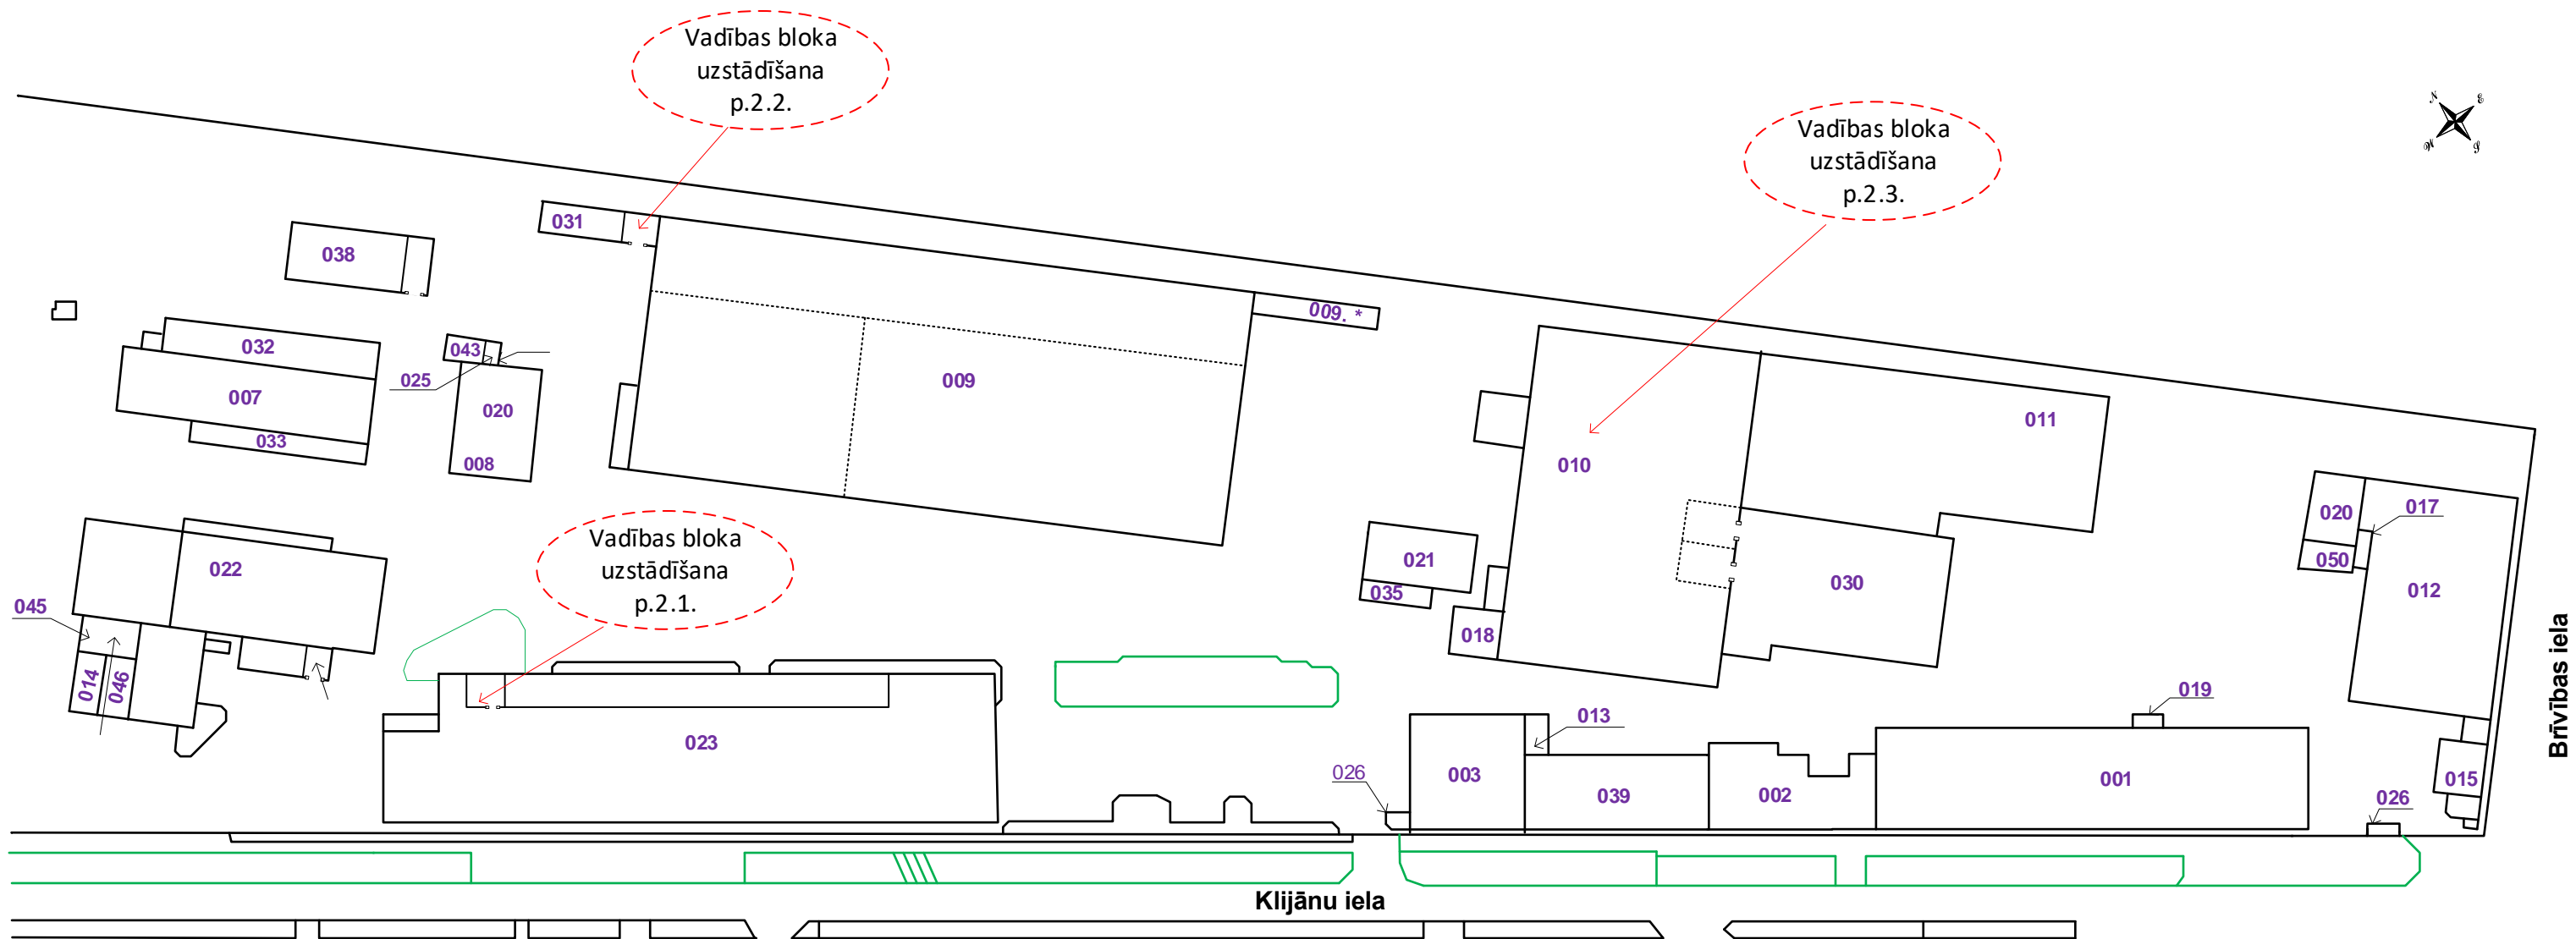 Vadības bloka
uzstādīšana
p.2.2.
Vadības bloka
uzstādīšana
p.2.3.
N
E
W
S
031
038
009. *
032
043
025
007
009
020
011
033
008
010
020
017
050
Vadības bloka
uzstādīšana
p.2.1.
021
022
030
012
035
045
018
014
046
019
013
023
026
003
039
002
001
015
026
Brīvības iela
Klijānu iela